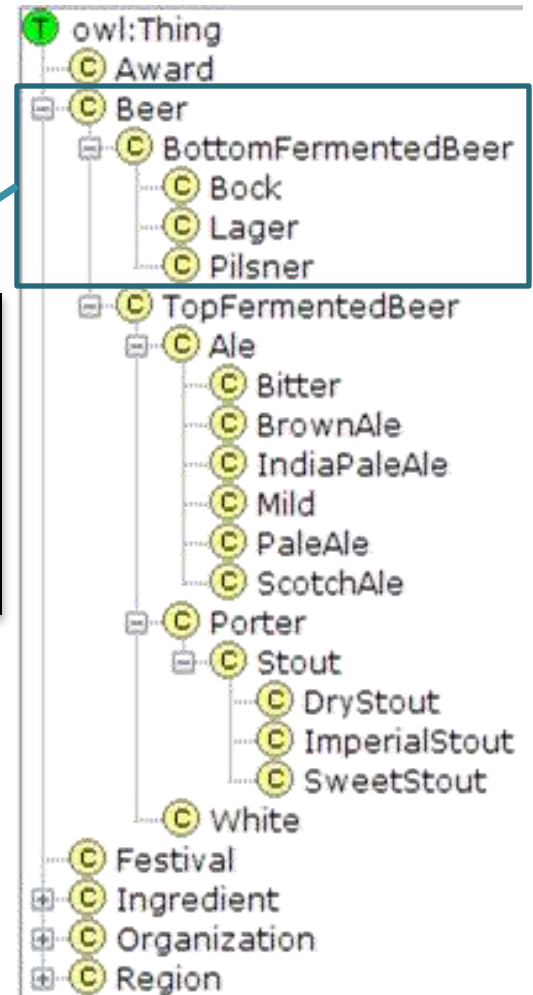 T owl:Thing
C Award
C Beer
C BottomFermentedBeer
C Bock
C Lager
C Pilsner
C TopFermentedBeer
C Ale
C Bitter
C BrownAle
C IndiaPaleAle
C Mild
C PaleAle
C ScotchAle
C Porter
C Stout
C DryStout
C ImperialStout
C SweetStout
C White
C Festival
C Ingredient
C Organization
C Region